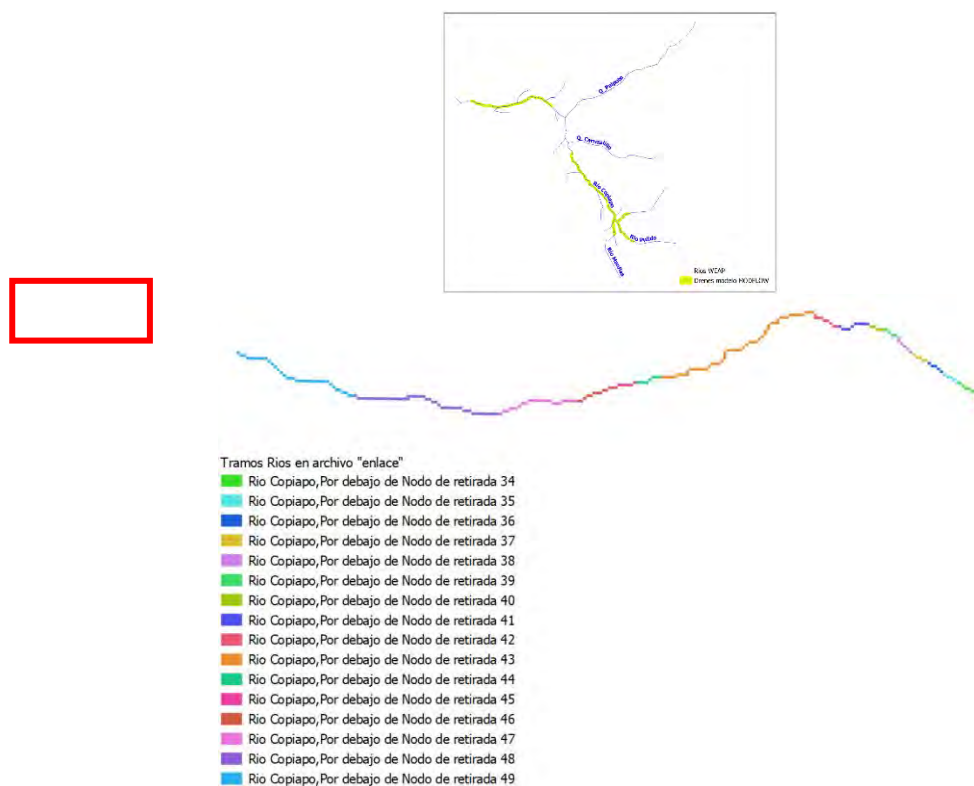 Q. Paipote
Q. Carrizalillo
Río Copiapo
Río Pulido
Río Manflas
Rios WEAP
Drenes modelo MODFLOW
Tramos Rios en archivo "enlace"
Rio Copiapo,Por debajo de Nodo de retirada 34
Rio Copiapo,Por debajo de Nodo de retirada 35
Rio Copiapo,Por debajo de Nodo de retirada 36
Rio Copiapo,Por debajo de Nodo de retirada 37
Rio Copiapo,Por debajo de Nodo de retirada 38
Rio Copiapo,Por debajo de Nodo de retirada 39
Rio Copiapo,Por debajo de Nodo de retirada 40
Rio Copiapo,Por debajo de Nodo de retirada 41
Rio Copiapo,Por debajo de Nodo de retirada 42
Rio Copiapo,Por debajo de Nodo de retirada 43
Rio Copiapo,Por debajo de Nodo de retirada 44
Rio Copiapo,Por debajo de Nodo de retirada 45
Rio Copiapo,Por debajo de Nodo de retirada 46
Rio Copiapo,Por debajo de Nodo de retirada 47
Rio Copiapo,Por debajo de Nodo de retirada 48
Rio Copiapo,Por debajo de Nodo de retirada 49